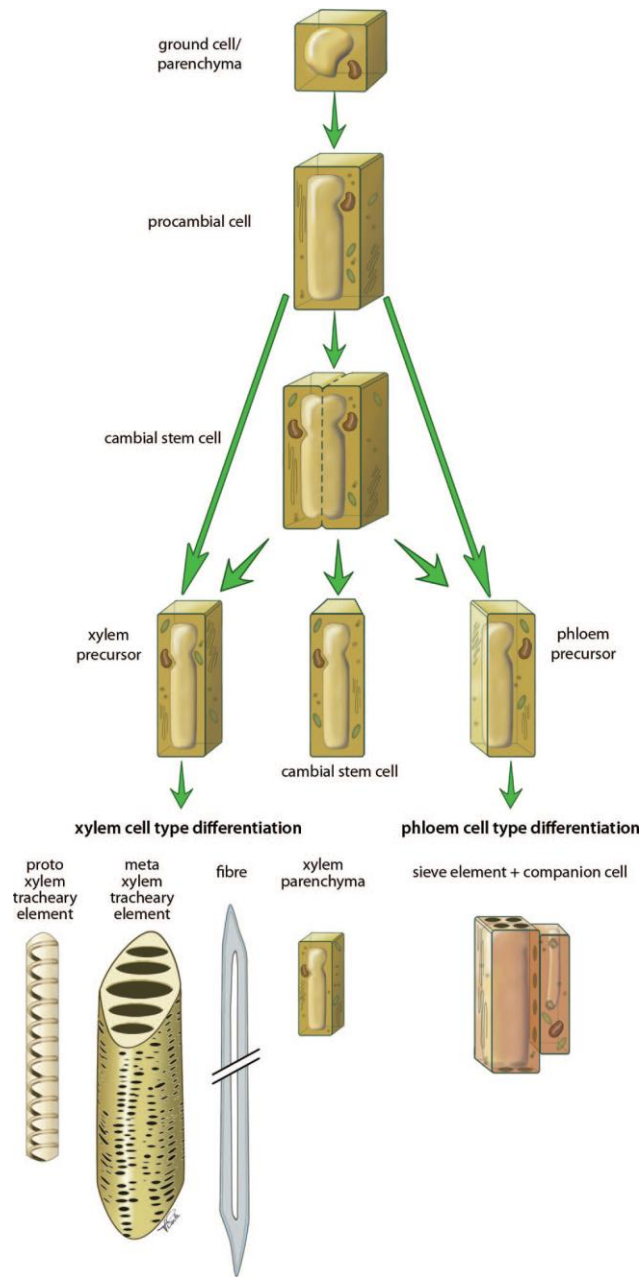 ground cell/
parenchyma
procambial cell
cambial stem cell
xylem
precursor
phloem
precursor
cambial stem cell
xylem cell type differentiation
phloem cell type differentiation
proto
xylem
tracheary
element
meta
xylem
tracheary
element
fibre
xylem
parenchyma
sieve element + companion cell